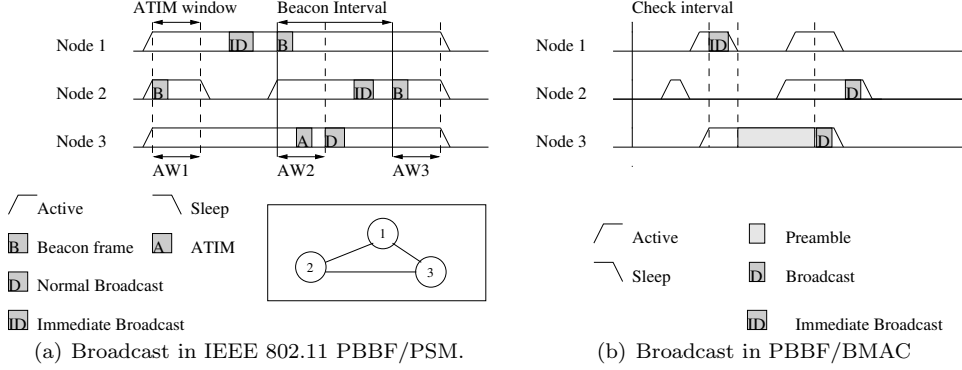 ATIM window Beacon Interval
Node 1 ID B
Node 2 B ID B
Node 3 A D
AW1 AW2 AW3
Active Sleep
B Beacon frame A ATIM
D Normal Broadcast
ID Immediate Broadcast
1
2 3
(a) Broadcast in IEEE 802.11 PBBF/PSM.
Check interval
Node 1 ID
Node 2 D
Node 3 D
Active Preamble
Sleep D Broadcast
ID Immediate Broadcast
(b) Broadcast in PBBF/BMAC